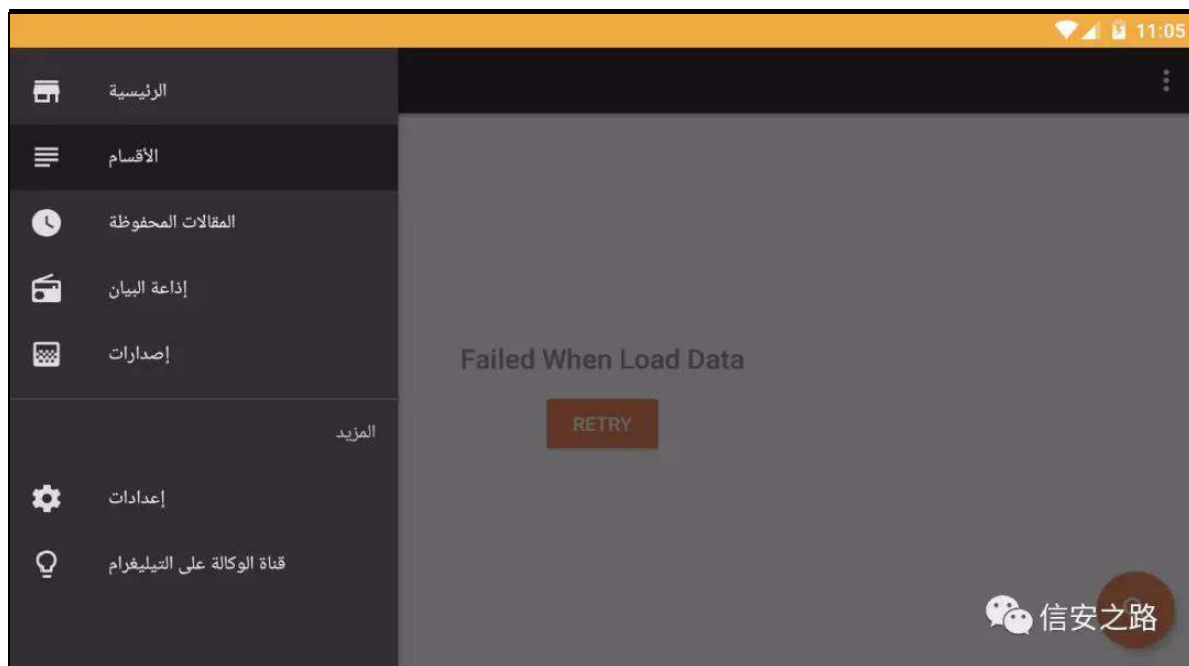 11:05
الرئيسية
الأقسام
المقالات المحفوظة
إذاعة البيان
إصدارات
المزيد
إعدادات
قناة الوكالة على التيليغرام
Failed When Load Data
RETRY
信安之路